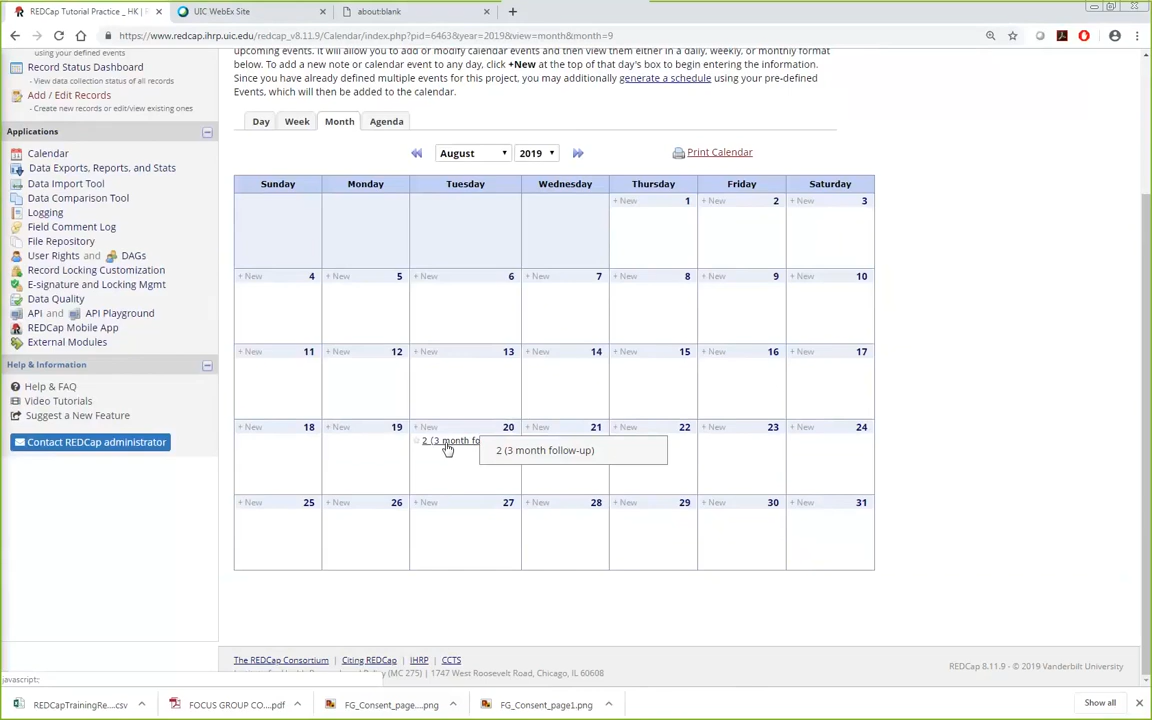 REDCap Tutorial Practice _ HK |
UIC WebEx Site
about:blank
https://www.redcap.ihrp.uic.edu/redcap_v8.11.9/Calendar/index.php?pid=6463&year=2019&view=month&month=9
using your defined events
Record Status Dashboard
- View data collection status of all records
Add / Edit Records
- Create new records or edit/view existing ones
Applications
Calendar
Data Exports, Reports, and Stats
Data Import Tool
Data Comparison Tool
Logging
Field Comment Log
File Repository
User Rights and DAGs
Record Locking Customization
E-signature and Locking Mgmt
Data Quality
API and API Playground
REDCap Mobile App
External Modules
Help & Information
Help & FAQ
Video Tutorials
Suggest a New Feature
Contact REDCap administrator
upcoming events. It will allow you to add or modify calendar events and then view them either in a daily, weekly, or monthly format
below. To add a new note or calendar event to any day, click +New at the top of that day's box to begin entering the information.
Since you have already defined multiple events for this project, you may additionally generate a schedule using your pre-defined
Events, which will then be added to the calendar.
Day Week Month Agenda
August 2019 Print Calendar
Sunday Monday Tuesday Wednesday Thursday Friday Saturday
+ New 1 + New 2 + New 3
+ New 4 + New 5 + New 6 + New 7 + New 8 + New 9 + New 10
+ New 11 + New 12 + New 13 + New 14 + New 15 + New 16 + New 17
+ New 18 + New 19 + New 20 + New 21 + New 22 + New 23 + New 24
2 (3 month fo
2 (3 month follow-up)
+ New 25 + New 26 + New 27 + New 28 + New 29 + New 30 + New 31
The REDCap Consortium | Citing REDCap | IHRP | CCTS
(MC 275) | 1747 West Roosevelt Road, Chicago, IL 60608
REDCap 8.11.9 - © 2019 Vanderbilt University
javascript:
REDCapTrainingRe....csv
FOCUS GROUP CO....pdf
FG_Consent_page....png
FG_Consent_page1.png
Show all